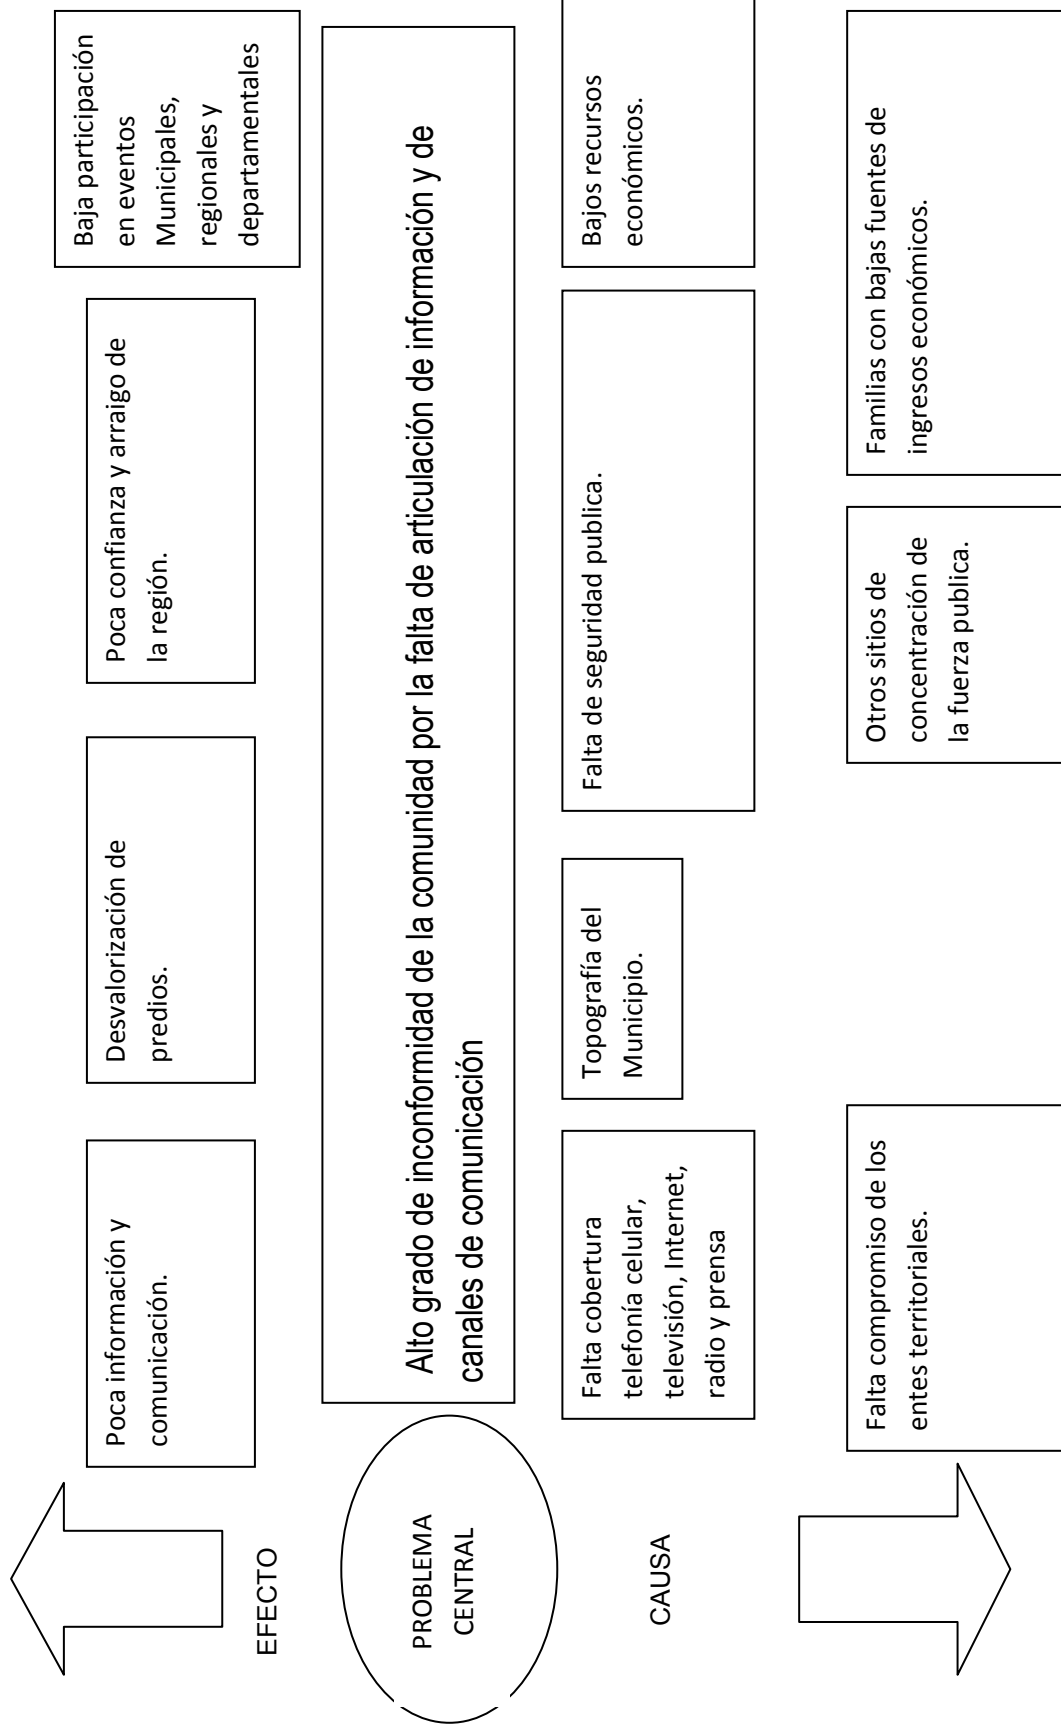 Poca información y
comunicación.
Desvalorización de
predios.
Poca confianza y arraigo de
la región.
Baja participación
en eventos
Municipales,
regionales y
departamentales
EFECTO
PROBLEMA
CENTRAL
Alto grado de inconformidad de la comunidad por la falta de articulación de información y de
canales de comunicación
CAUSA
Falta cobertura
telefonía celular,
televisión, Internet,
radio y prensa
Topografía del
Municipio.
Falta de seguridad publica.
Bajos recursos
económicos.
Falta compromiso de los
entes territoriales.
Otros sitios de
concentración de
la fuerza publica.
Familias con bajas fuentes de
ingresos económicos.